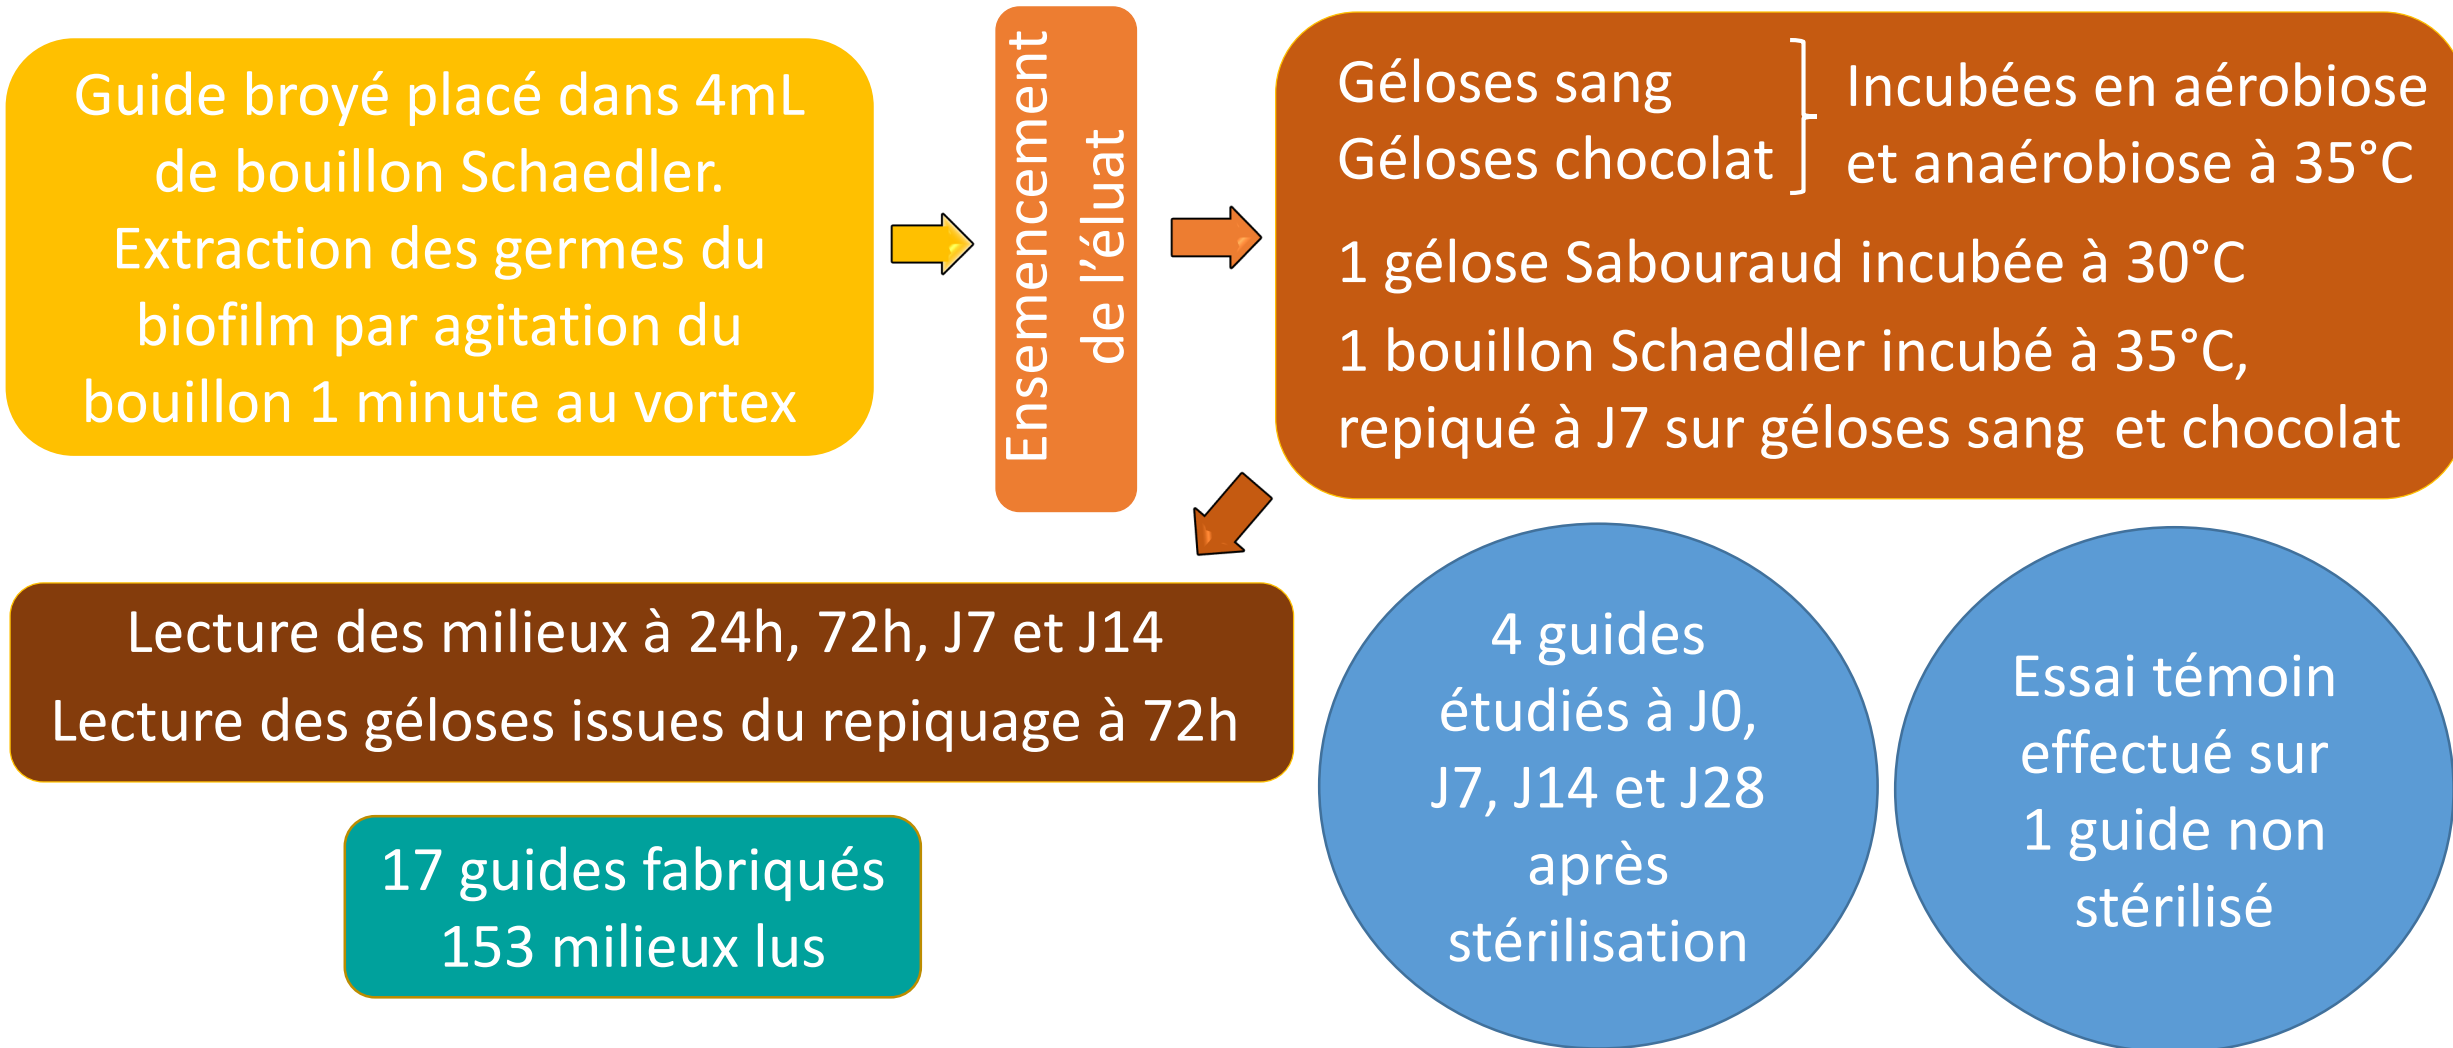 Guide broyé placé dans 4mL
de bouillon Schaedler.
Extraction des germes du
biofilm par agitation du
bouillon 1 minute au vortex
Ensemencement
de l'éluat
Géloses sang
Géloses chocolat
Incubées en aérobiose
et anaérobiose à 35°C
1 gélose Sabouraud incubée à 30°C
1 bouillon Schaedler incubé à 35°C,
repiqué à J7 sur géloses sang et chocolat
Lecture des milieux à 24h, 72h, J7 et J14
Lecture des géloses issues du repiquage à 72h
17 guides fabriqués
153 milieux lus
4 guides
étudiés à J0,
J7, J14 et J28
après
stérilisation
Essai témoin
effectué sur
1 guide non
stérilisé